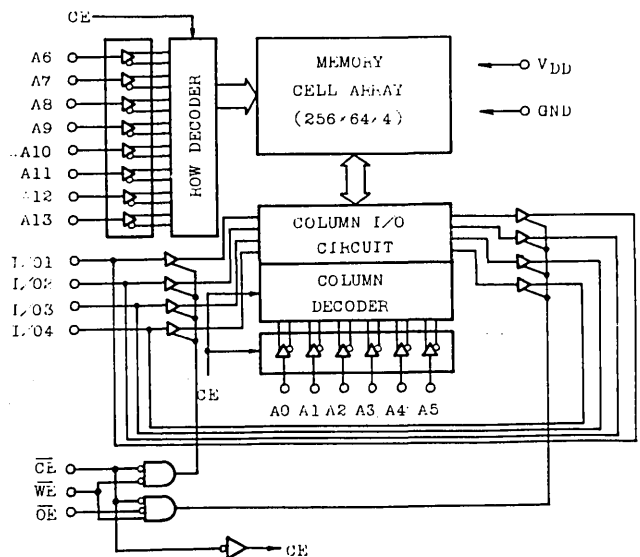 CE
A6
A7
A8
A9
A10
A11
A12
A13
ROW DECODER
MEMORY
CELL ARRAY
(256×64×4)
VDD
GND
COLUMN I/O
CIRCUIT
COLUMN
DECODER
I/O1
I/O2
I/O3
I/O4
CE
A0 A1 A2 A3 A4 A5
CE
WE
OE
CE